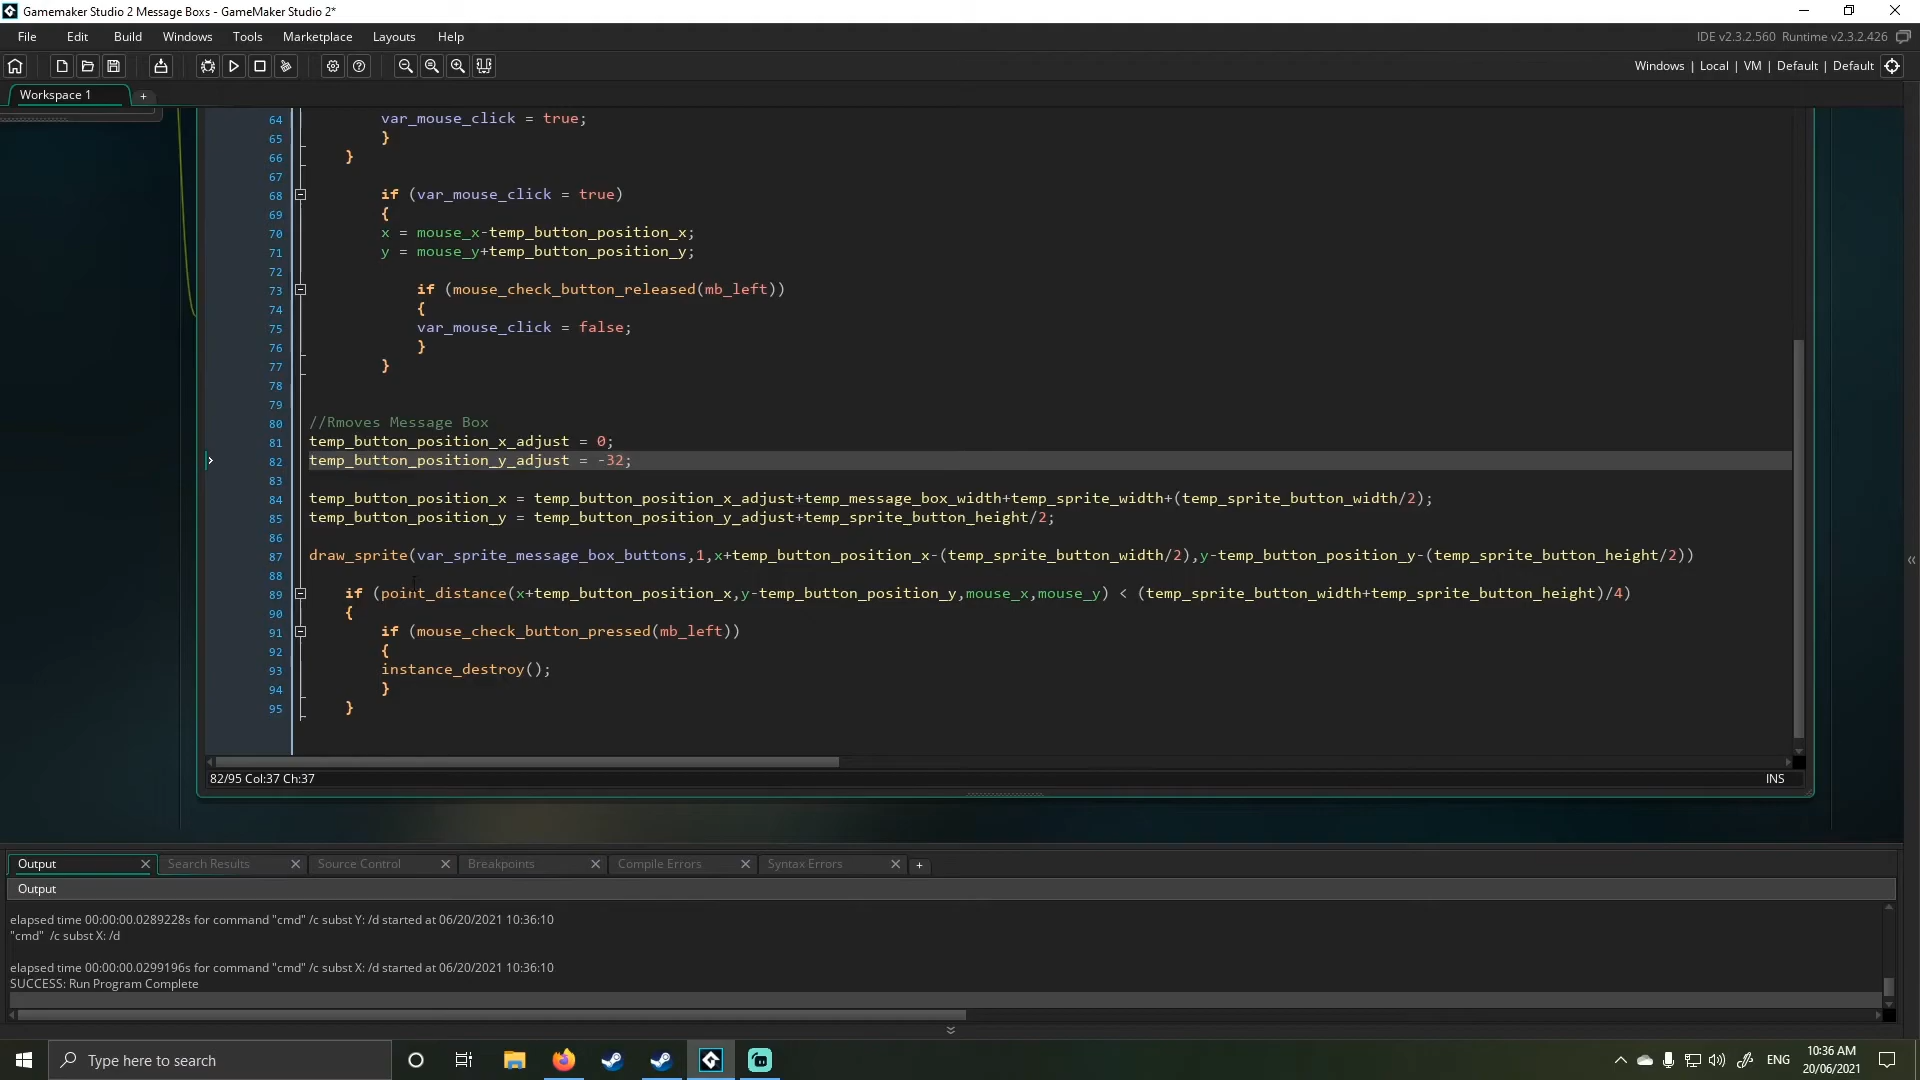 Gamemaker Studio 2 Message Boxs - GameMaker Studio 2*
File Edit Build Windows Tools Marketplace Layouts Help
IDE v2.3.2.560 Runtime v2.3.2.426
Windows | Local | VM | Default | Default
Workspace 1 +
64 var_mouse_click = true;
65 }
66 }
67
68 if (var_mouse_click = true)
69 {
70 x = mouse_x-temp_button_position_x;
71 y = mouse_y+temp_button_position_y;
72
73 if (mouse_check_button_released(mb_left))
74 {
75 var_mouse_click = false;
76 }
77 }
78
79
80 //Rmoves Message Box
81 temp_button_position_x_adjust = 0;
82 temp_button_position_y_adjust = -32;
83
84 temp_button_position_x = temp_button_position_x_adjust+temp_message_box_width+temp_sprite_width+(temp_sprite_button_width/2);
85 temp_button_position_y = temp_button_position_y_adjust+temp_sprite_button_height/2;
86
87 draw_sprite(var_sprite_message_box_buttons,1,x+temp_button_position_x-(temp_sprite_button_width/2),y-temp_button_position_y-(temp_sprite_button_height/2))
88
89 if (point_distance(x+temp_button_position_x,y-temp_button_position_y,mouse_x,mouse_y) < (temp_sprite_button_width+temp_sprite_button_height)/4)
90 {
91 if (mouse_check_button_pressed(mb_left))
92 {
93 instance_destroy();
94 }
95 }
82/95 Col:37 Ch:37 INS
Output Search Results Source Control Breakpoints Compile Errors Syntax Errors +
Output
elapsed time 00:00:00.0289228s for command "cmd" /c subst Y: /d started at 06/20/2021 10:36:10
"cmd"  /c subst X: /d
elapsed time 00:00:00.0299196s for command "cmd" /c subst X: /d started at 06/20/2021 10:36:10
SUCCESS: Run Program Complete
Type here to search
ENG
10:36 AM
20/06/2021